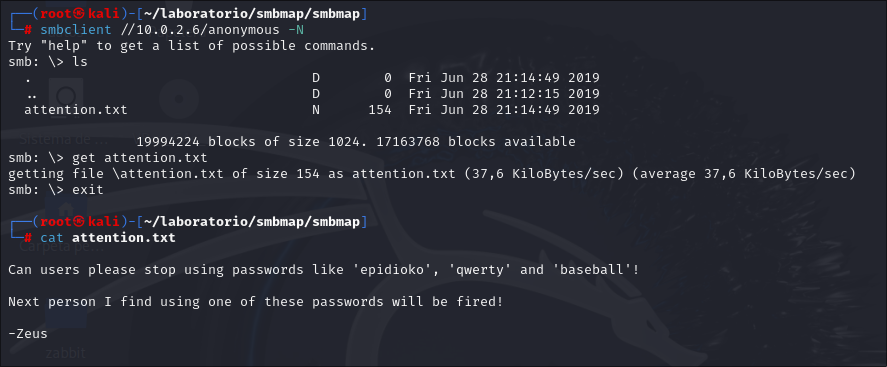 ┌──(root㉿kali)-[~/laboratorio/smbmap/smbmap]
└─# smbclient //10.0.2.6/anonymous -N
Try "help" to get a list of possible commands.
smb: \> ls
  .                                   D        0  Fri Jun 28 21:14:49 2019
  ..                                  D        0  Fri Jun 28 21:12:15 2019
  attention.txt                       N      154  Fri Jun 28 21:14:49 2019
                19994224 blocks of size 1024. 17163768 blocks available
smb: \> get attention.txt
getting file \attention.txt of size 154 as attention.txt (37,6 KiloBytes/sec) (average 37,6 KiloBytes/sec)
smb: \> exit
┌──(root㉿kali)-[~/laboratorio/smbmap/smbmap]
└─# cat attention.txt
Can users please stop using passwords like 'epidioko', 'qwerty' and 'baseball'!
Next person I find using one of these passwords will be fired!
-Zeus
zabbit